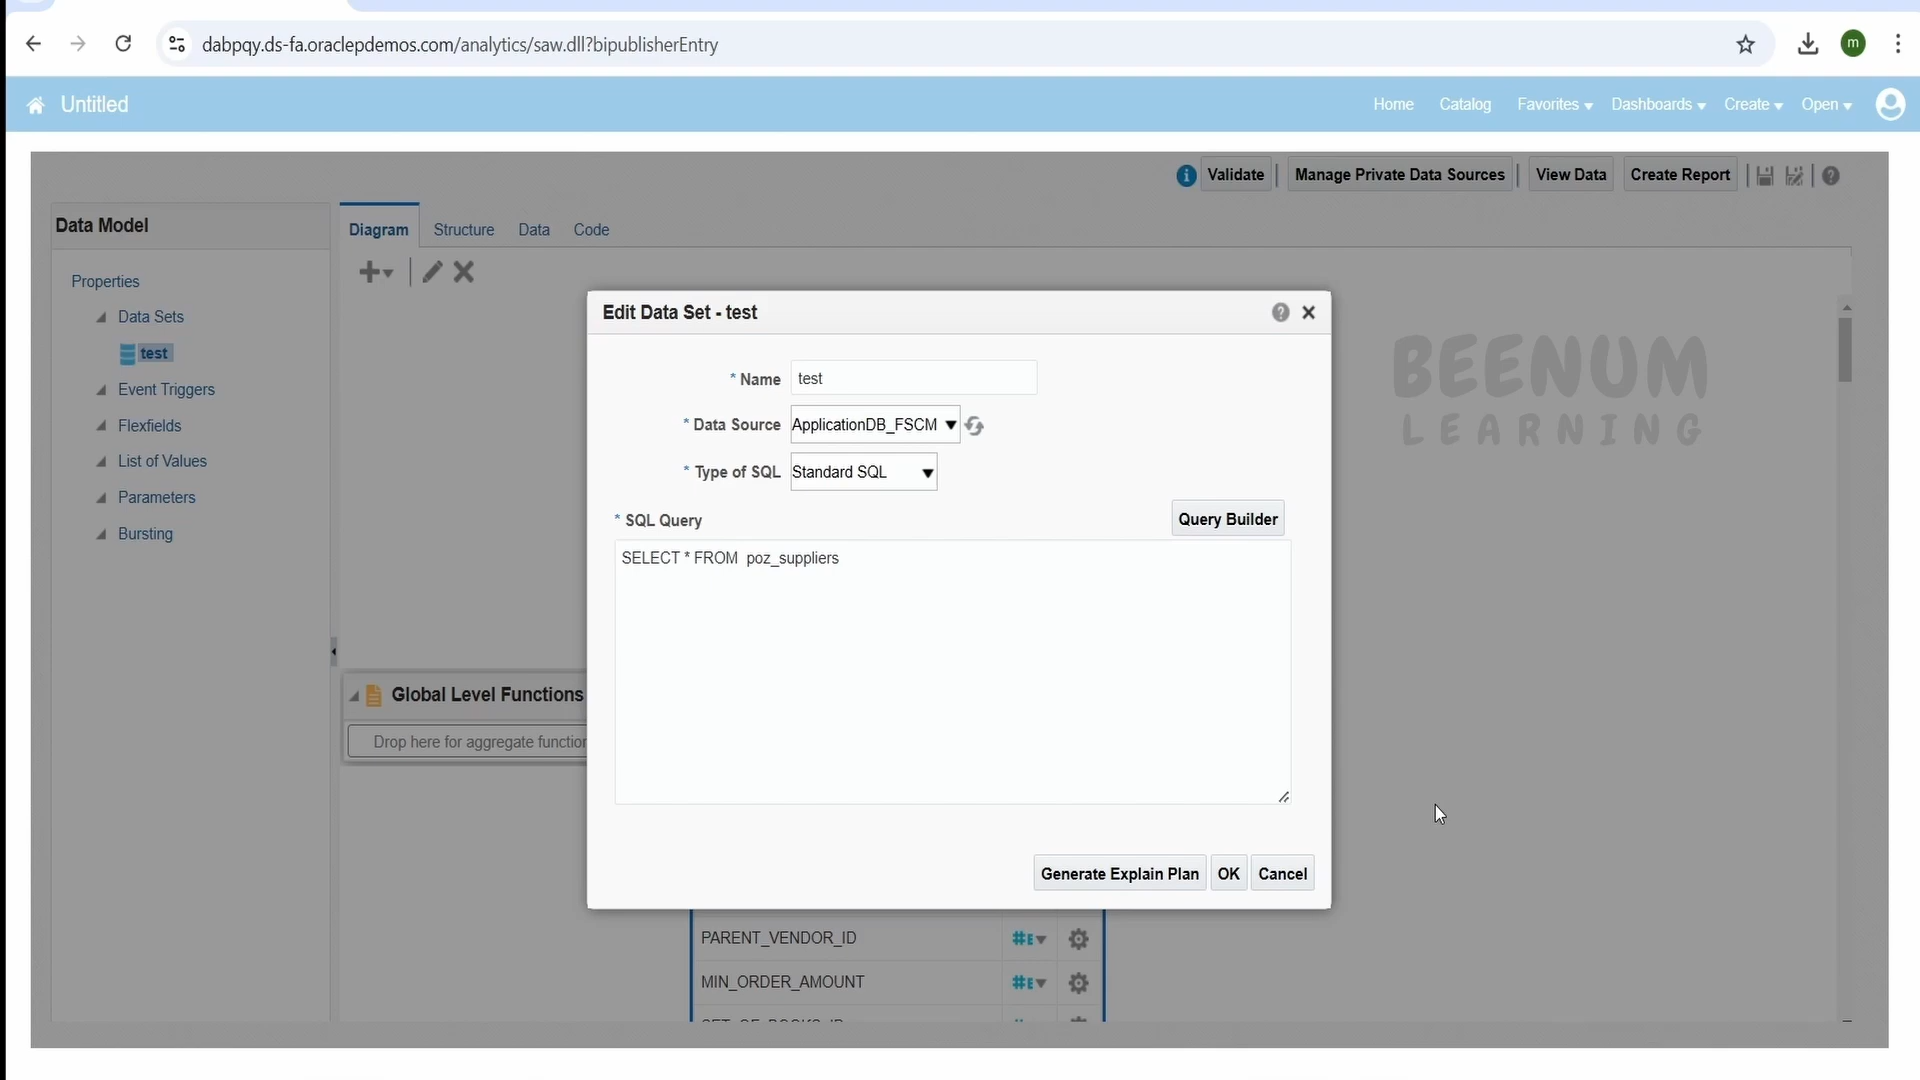 dabpqy.ds-fa.oraclepdemos.com/analytics/saw.dll?bipublisherEntry
m
Untitled
Home Catalog Favorites Dashboards Create Open
Validate Manage Private Data Sources View Data Create Report
Data Model
Diagram Structure Data Code
Properties
Data Sets
test
Event Triggers
Flexfields
List of Values
Parameters
Bursting
Edit Data Set - test
* Name test
* Data Source ApplicationDB_FSCM
* Type of SQL Standard SQL
* SQL Query
Query Builder
SELECT * FROM  poz_suppliers
Generate Explain Plan OK Cancel
BEENUM
LEARNING
Global Level Functions
Drop here for aggregate function
PARENT_VENDOR_ID
MIN_ORDER_AMOUNT